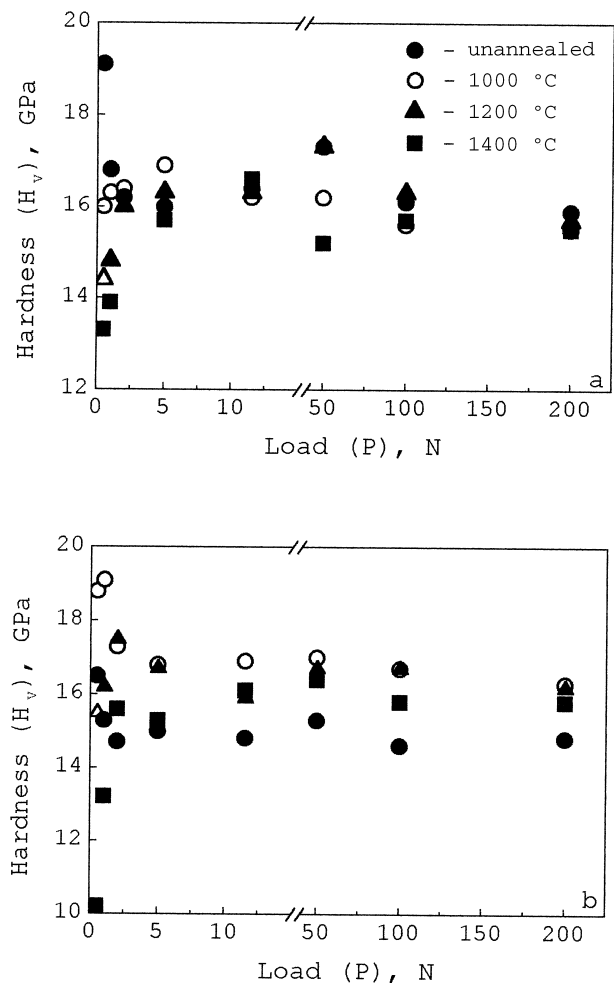 20
18
16
14
12
Hardness (Hv), GPa
● - unannealed
○ - 1000 °C
▲ - 1200 °C
■ - 1400 °C
a
0 5 10 50 100 150 200
Load (P), N
20
18
16
14
12
10
Hardness (Hv), GPa
b
0 5 10 50 100 150 200
Load (P), N